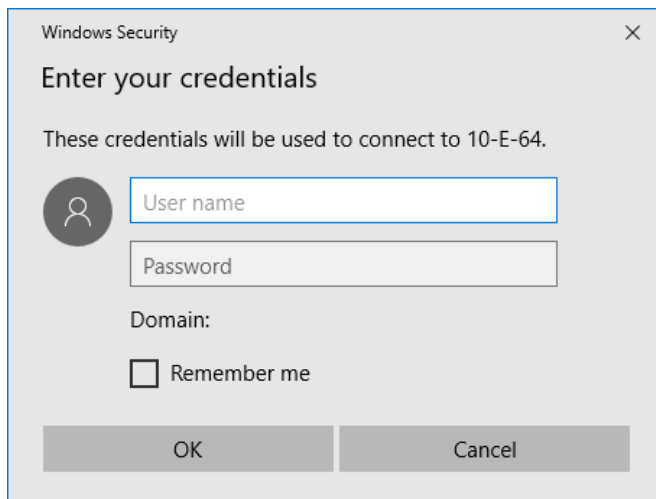 Windows Security
Enter your credentials
These credentials will be used to connect to 10-E-64.
User name
Password
Domain:
Remember me
OK
Cancel